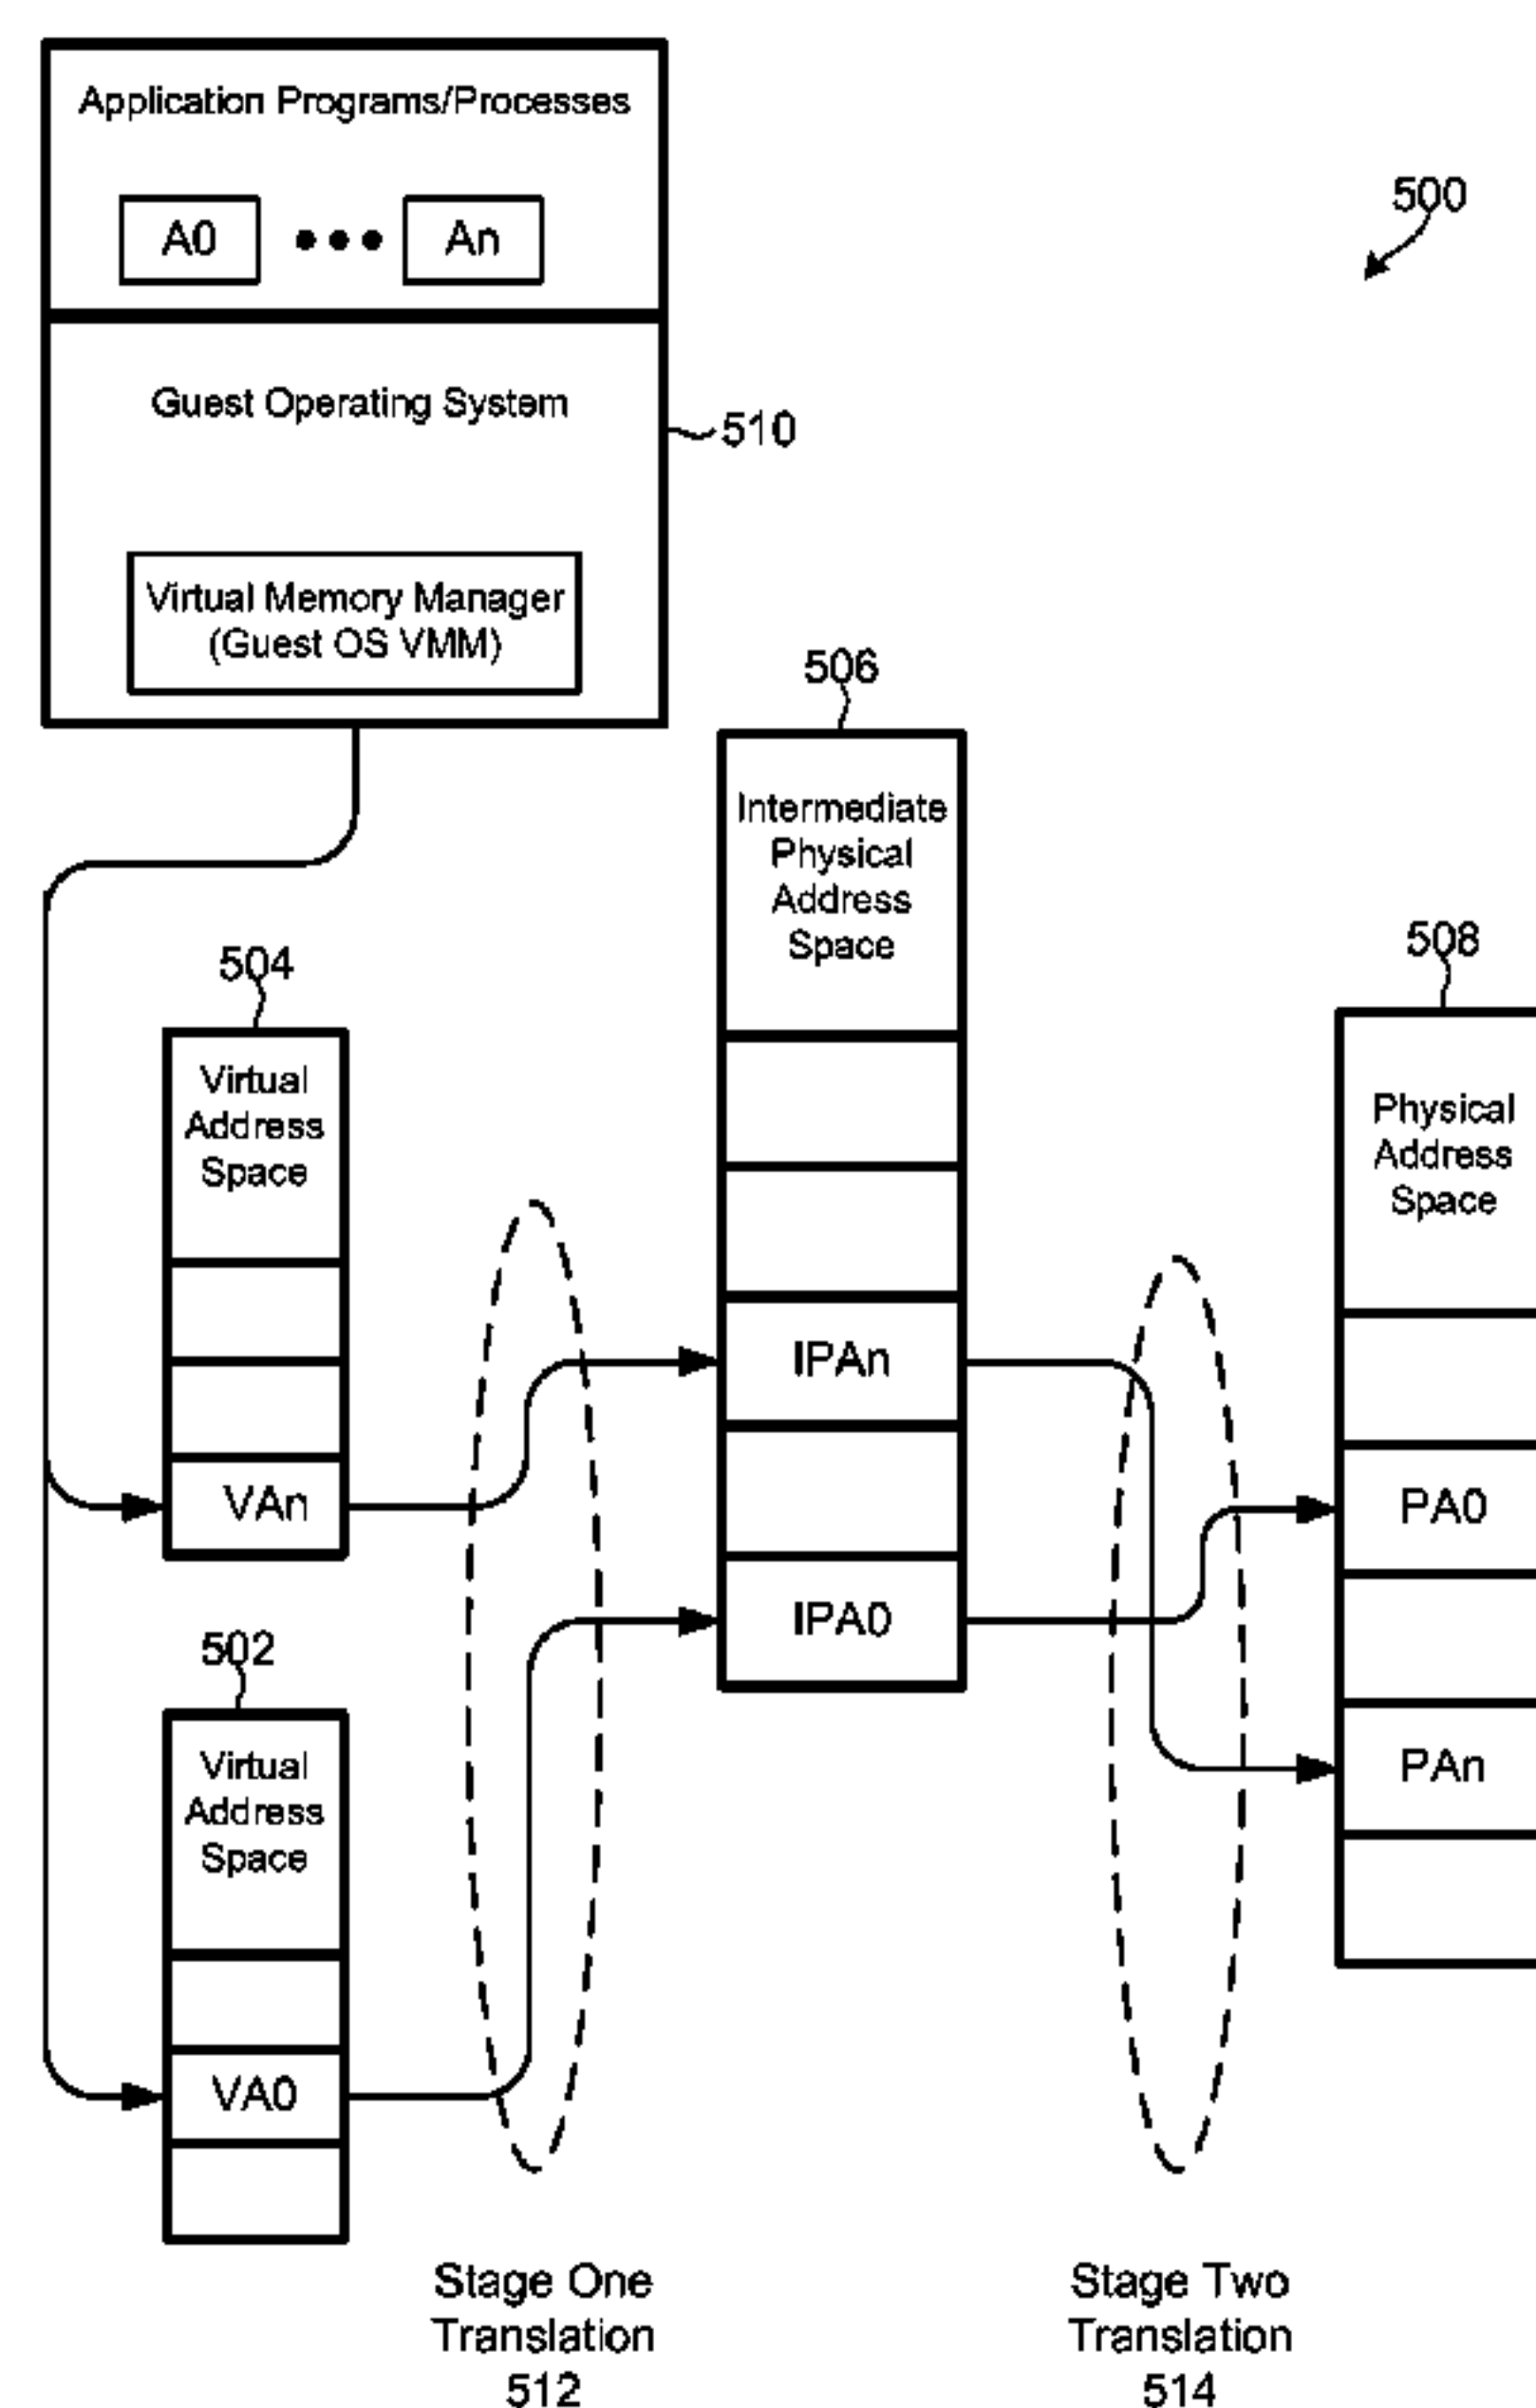 Application Programs/Processes
A0
An
500
Guest Operating System
510
Virtual Memory Manager
(Guest OS VMM)
506
Intermediate
Physical
Address
Space
504
508
Virtual
Address
Space
Physical
Address
Space
IPAn
VAn
PA0
IPA0
502
Virtual
Address
Space
PAn
VA0
Stage One
Translation
512
Stage Two
Translation
514